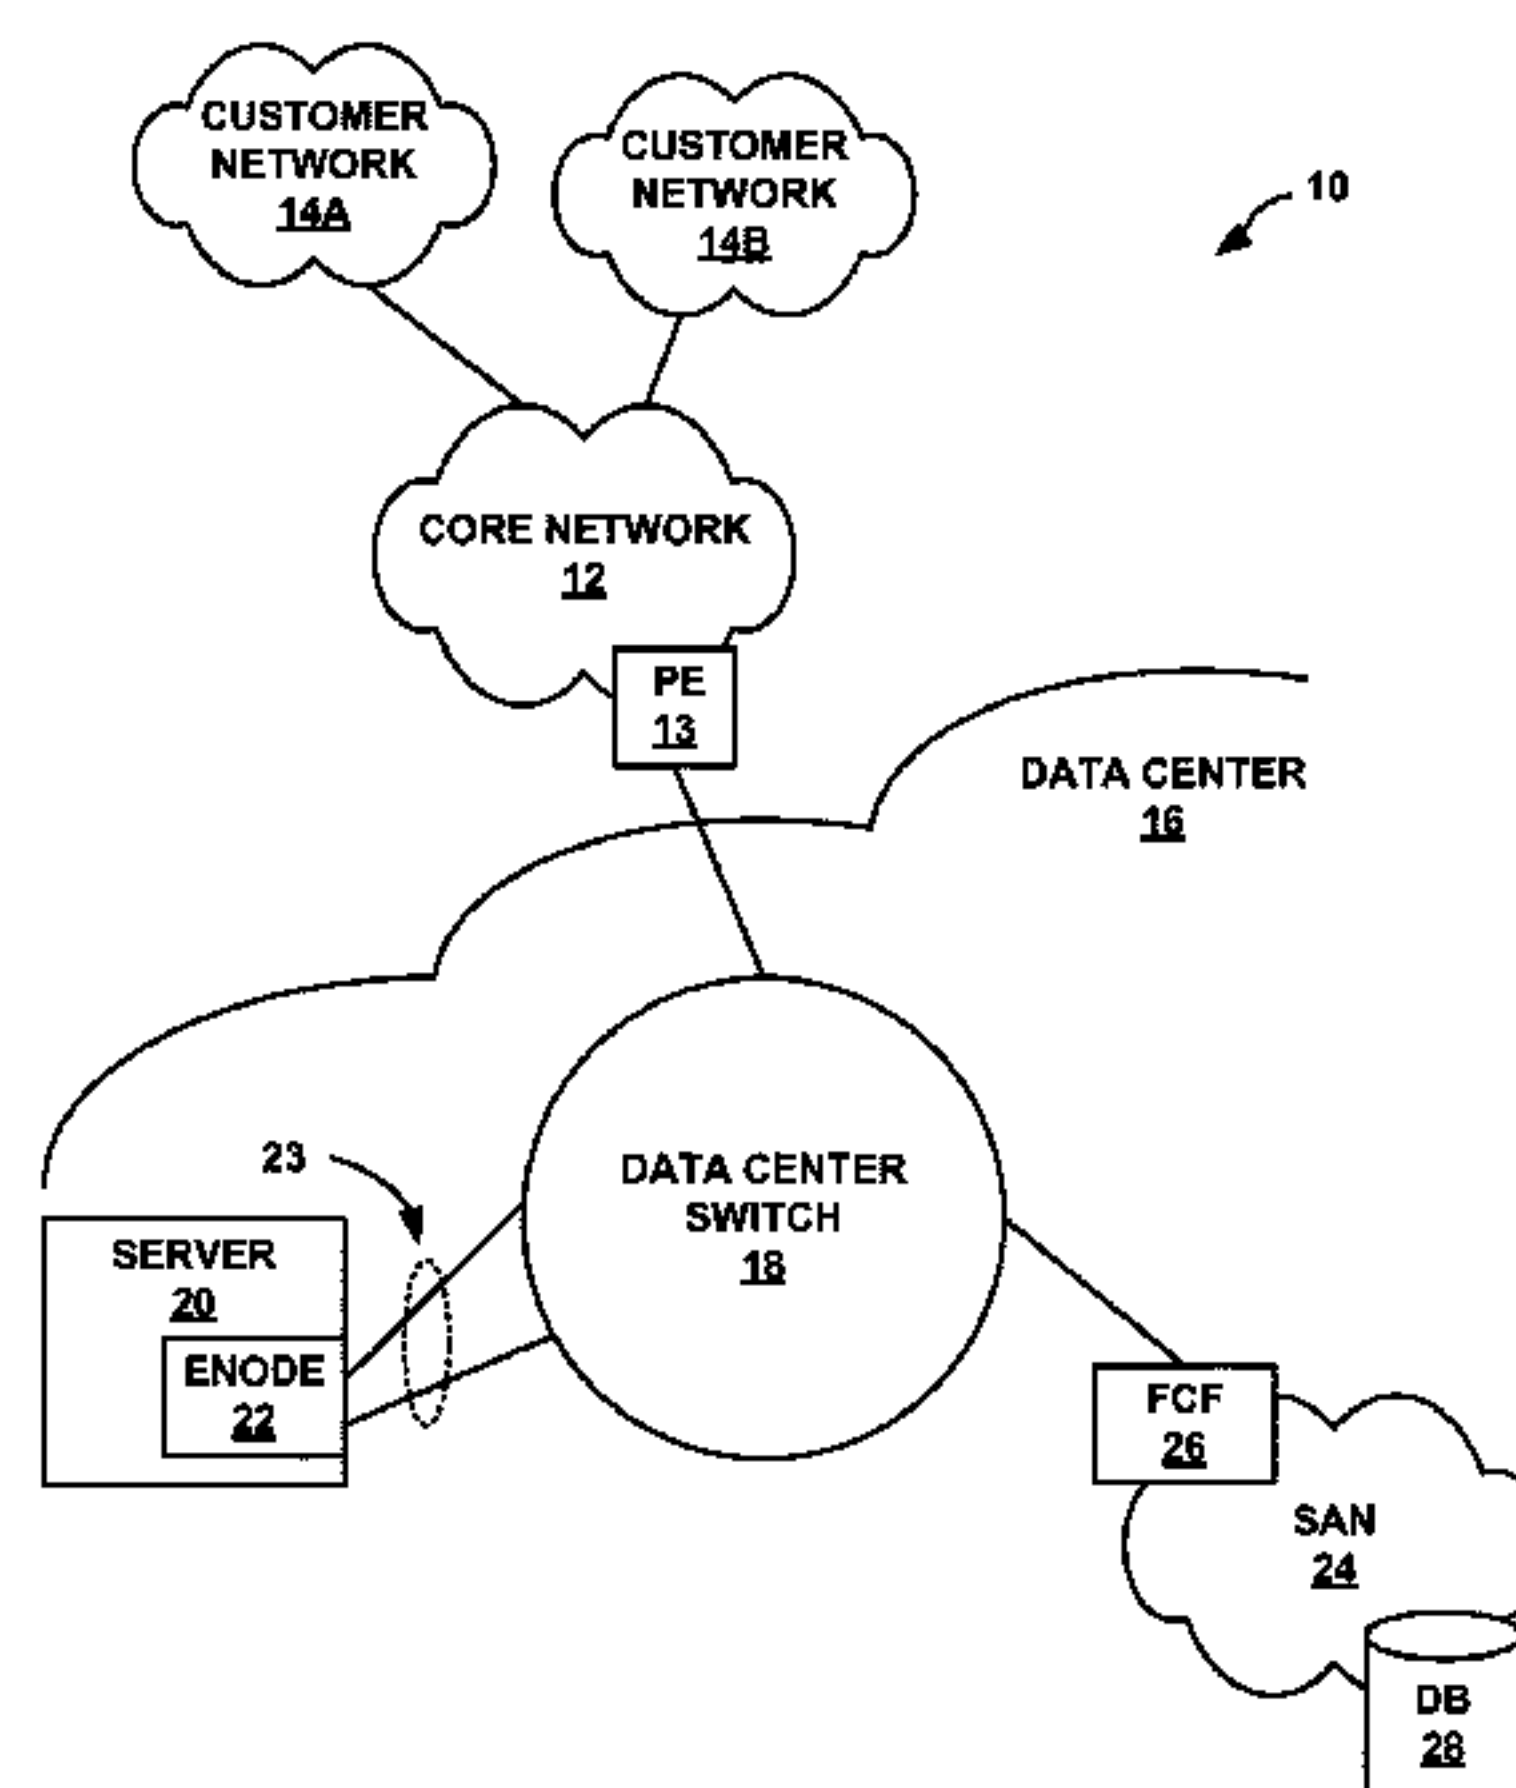 CUSTOMER
NETWORK
14A
CUSTOMER
NETWORK
14B
10
CORE NETWORK
12
PE
13
DATA CENTER
16
23
DATA CENTER
SWITCH
18
SERVER
20
ENODE
22
FCF
26
SAN
24
DB
28